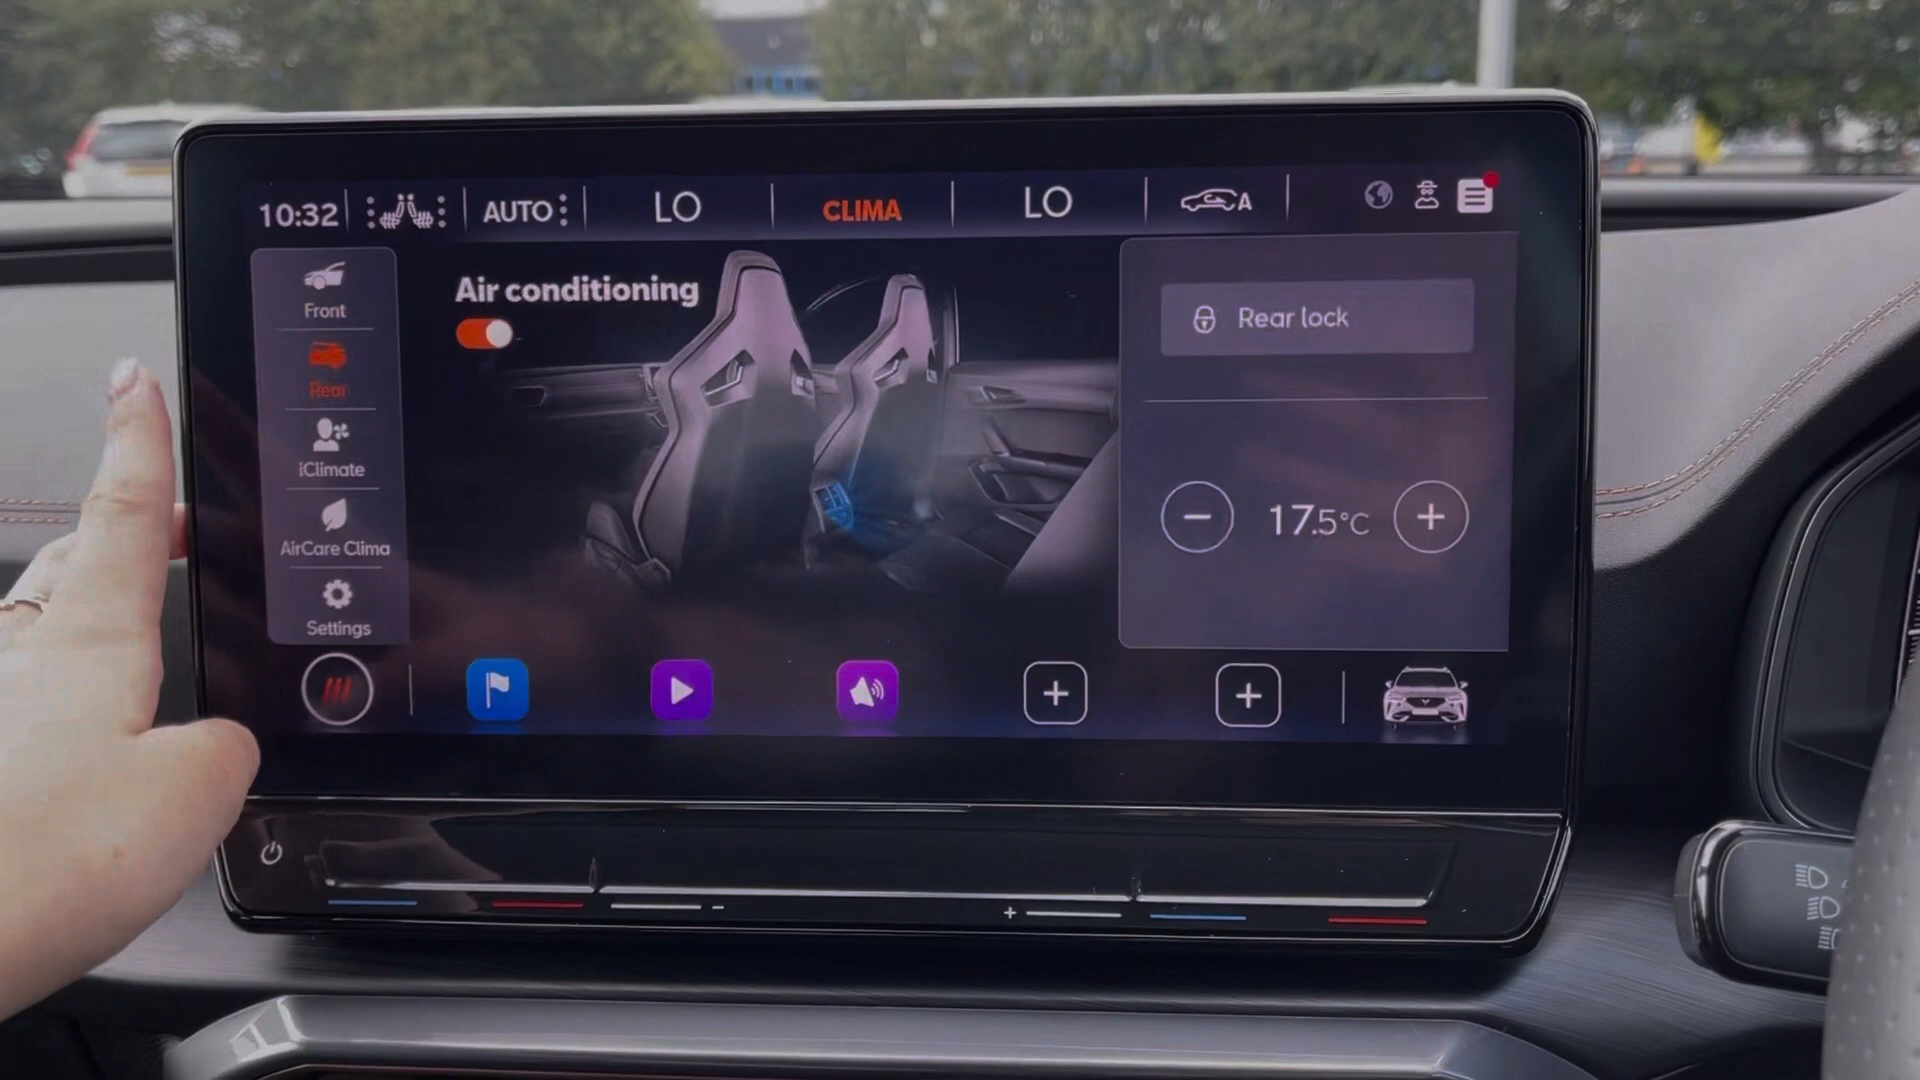 10:32 AUTO LO CLIMA LO A
Front
Rear
iClimate
AirCare Clima
Settings
Air conditioning
Rear lock
17.5°C